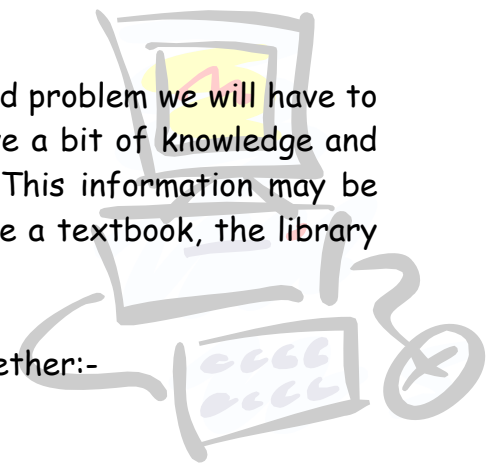 d problem we will have to
e a bit of knowledge and
This information may be
e a textbook, the library
ether:-